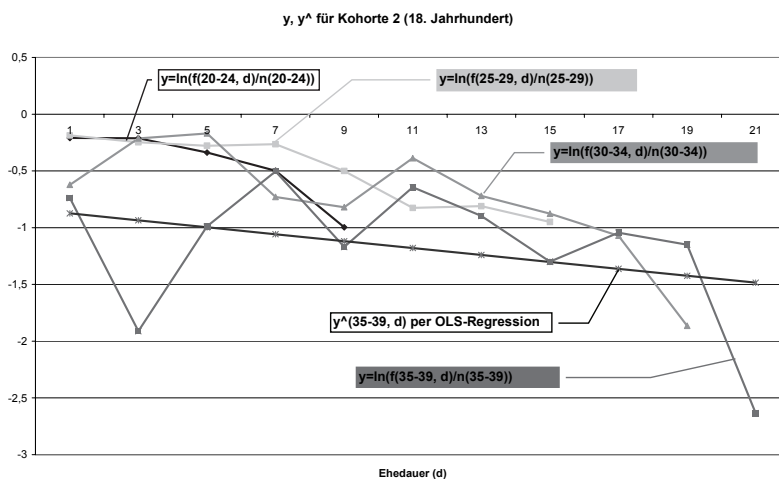 y, y^ für Kohorte 2 (18. Jahrhundert)
0,5
y=ln(f(20-24, d)/n(20-24))
y=ln(f(25-29, d)/n(25-29))
0
1 3 5 7 9 11 13 15 17 19 21
y=ln(f(30-34, d)/n(30-34))
-0,5
-1
-1,5
y^(35-39, d) per OLS-Regression
-2
y=ln(f(35-39, d)/n(35-39))
-2,5
-3
Ehedauer (d)